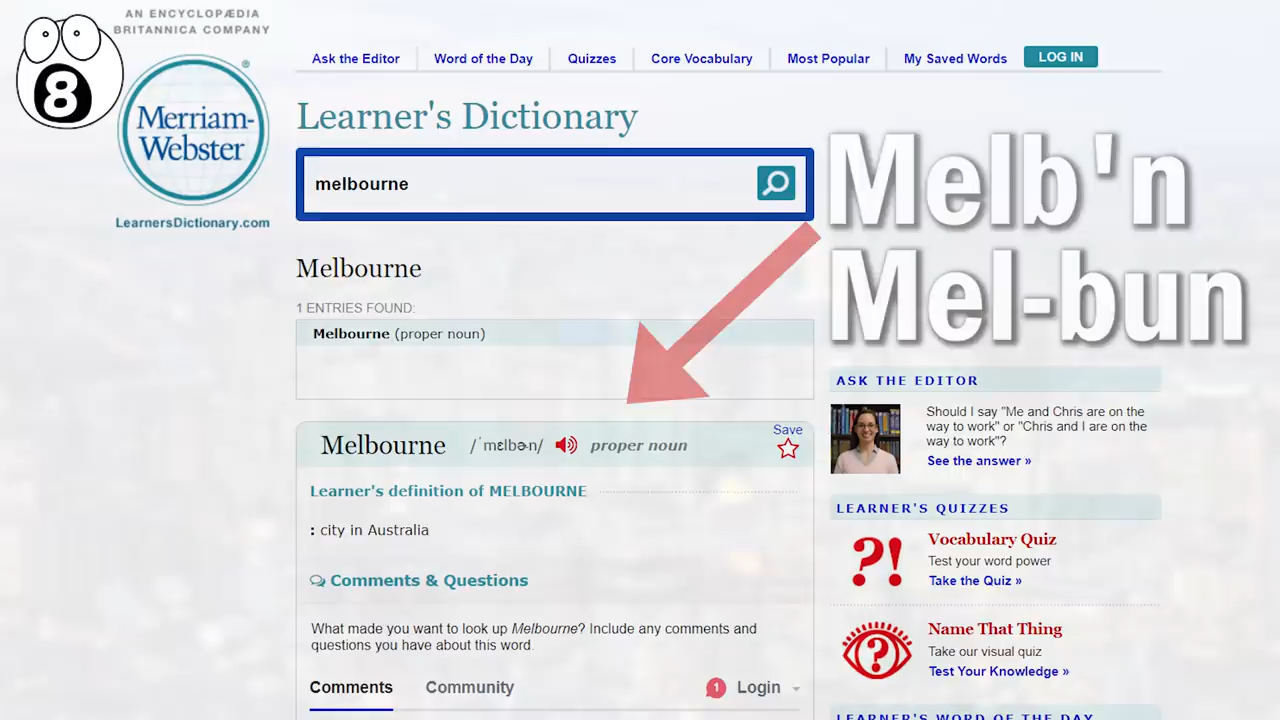 AN ENCYCLOPÆDIA
BRITANNICA COMPANY
8
Merriam-
Webster
®
LearnersDictionary.com
Ask the Editor
Word of the Day
Quizzes
Core Vocabulary
Most Popular
My Saved Words
LOG IN
Learner's Dictionary
melbourne
Melb'n
Mel-bun
Melbourne
1 ENTRIES FOUND:
Melbourne (proper noun)
Melbourne /ˈmɛlbɚn/ proper noun
Save
Learner's definition of MELBOURNE
: city in Australia
Comments & Questions
What made you want to look up Melbourne? Include any comments and
questions you have about this word.
Comments
Community
1
Login
ASK THE EDITOR
Should I say "Me and Chris are on the
way to work" or "Chris and I are on the
way to work"?
See the answer »
LEARNER'S QUIZZES
?!
Vocabulary Quiz
Test your word power
Take the Quiz »
?
Name That Thing
Take our visual quiz
Test Your Knowledge »
LEARNER'S WORD OF THE DAY